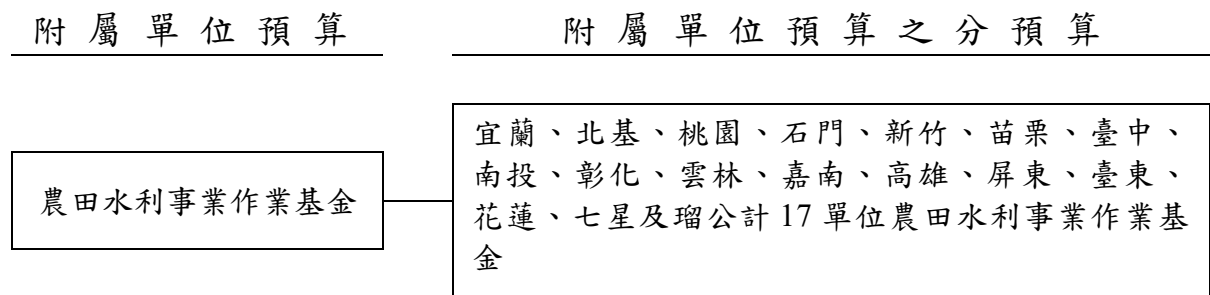 附屬單位預算
附屬單位預算之分預算
農田水利事業作業基金
宜蘭、北基、桃園、石門、新竹、苗栗、臺中、
南投、彰化、雲林、嘉南、高雄、屏東、臺東、
花蓮、七星及瑠公計 17 單位農田水利事業作業基
金